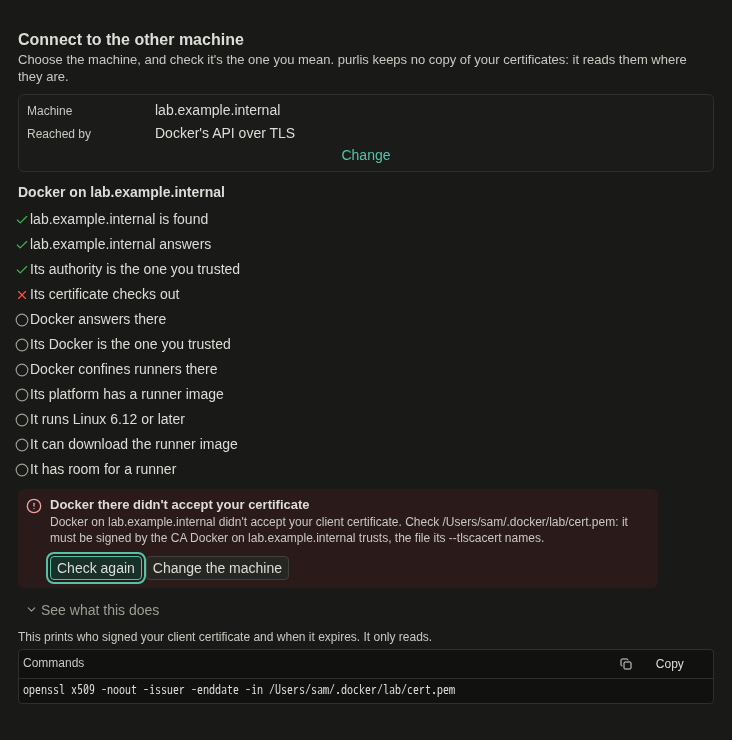 Connect to the other machine
Choose the machine, and check it's the one you mean. purlis keeps no copy of your certificates: it reads them where
they are.
Machine lab.example.internal
Reached by Docker's API over TLS
Change
Docker on lab.example.internal
lab.example.internal is found
lab.example.internal answers
Its authority is the one you trusted
Its certificate checks out
Docker answers there
Its Docker is the one you trusted
Docker confines runners there
Its platform has a runner image
It runs Linux 6.12 or later
It can download the runner image
It has room for a runner
Docker there didn't accept your certificate
Docker on lab.example.internal didn't accept your client certificate. Check /Users/sam/.docker/lab/cert.pem: it
must be signed by the CA Docker on lab.example.internal trusts, the file its --tlscacert names.
Check again Change the machine
See what this does
This prints who signed your client certificate and when it expires. It only reads.
Commands Copy
openssl x509 -noout -issuer -enddate -in /Users/sam/.docker/lab/cert.pem